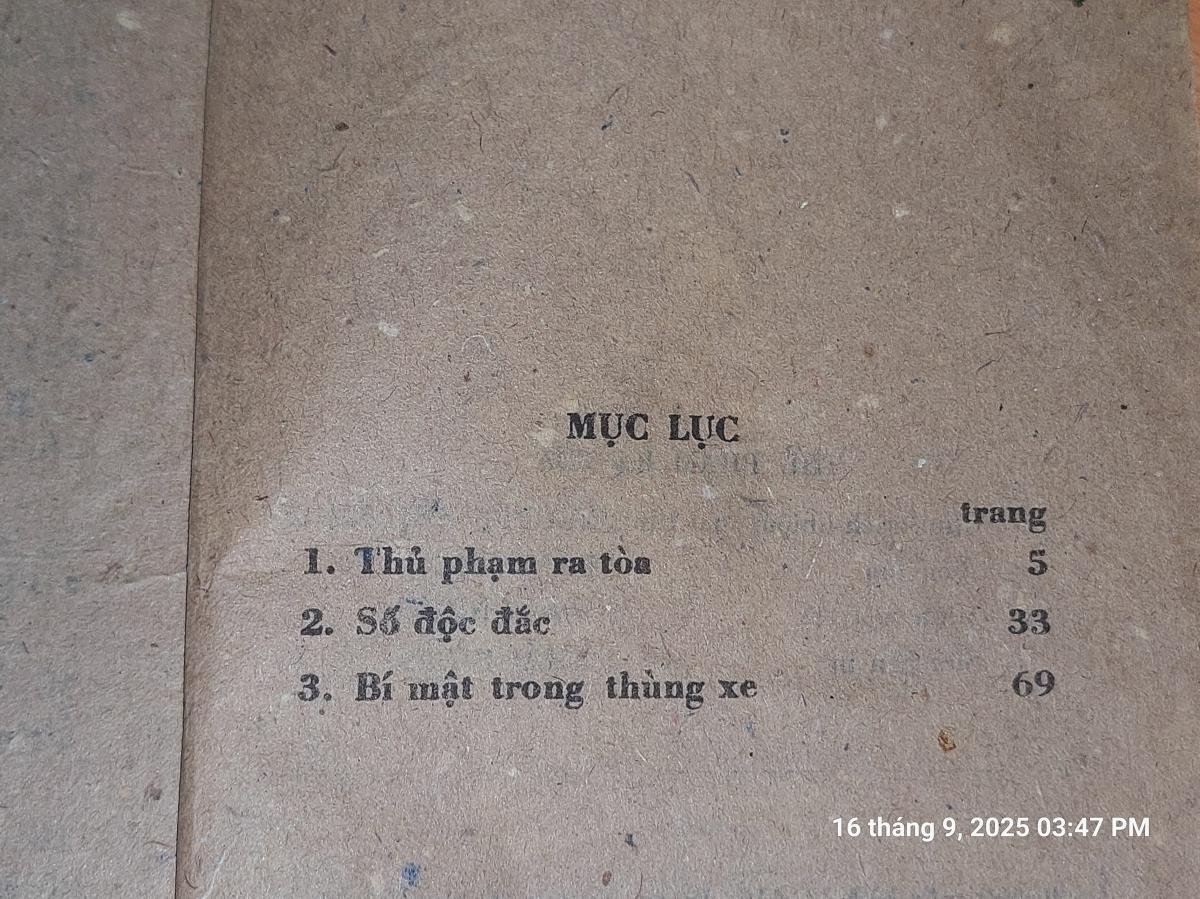 MỤC LỤC
trang
1. Thủ phạm ra tòa 5
2. Số độc đắc 33
3. Bí mật trong thùng xe 69
16 tháng 9, 2025 03:47 PM